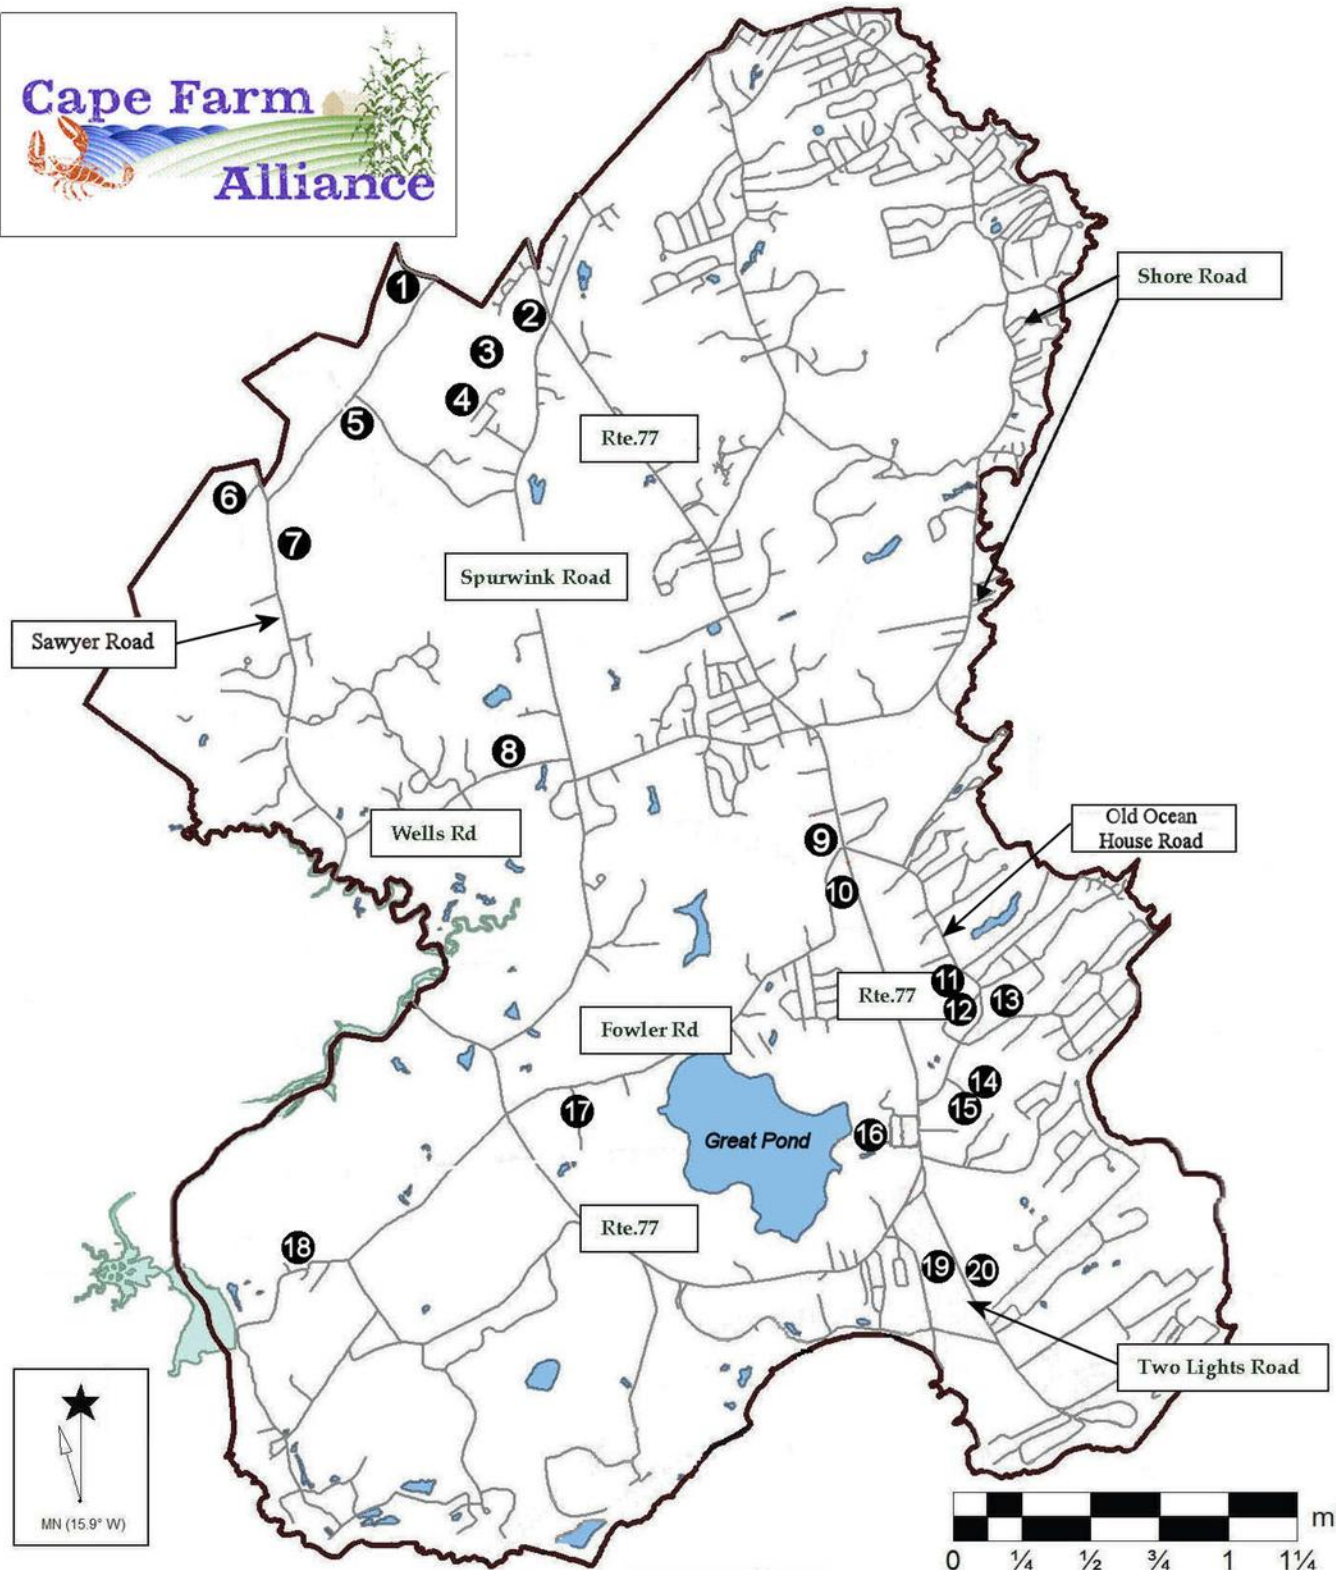 Cape Farm
Alliance
1
2
3
4
5
6
7
8
9
10
11
12
13
14
15
16
17
18
19
20
Shore Road
Rte.77
Spurwink Road
Sawyer Road
Wells Rd
Old Ocean
House Road
Rte.77
Fowler Rd
Great Pond
Rte.77
Two Lights Road
MN (15.9° W)
m
0 ¼ ½ ¾ 1 1¼